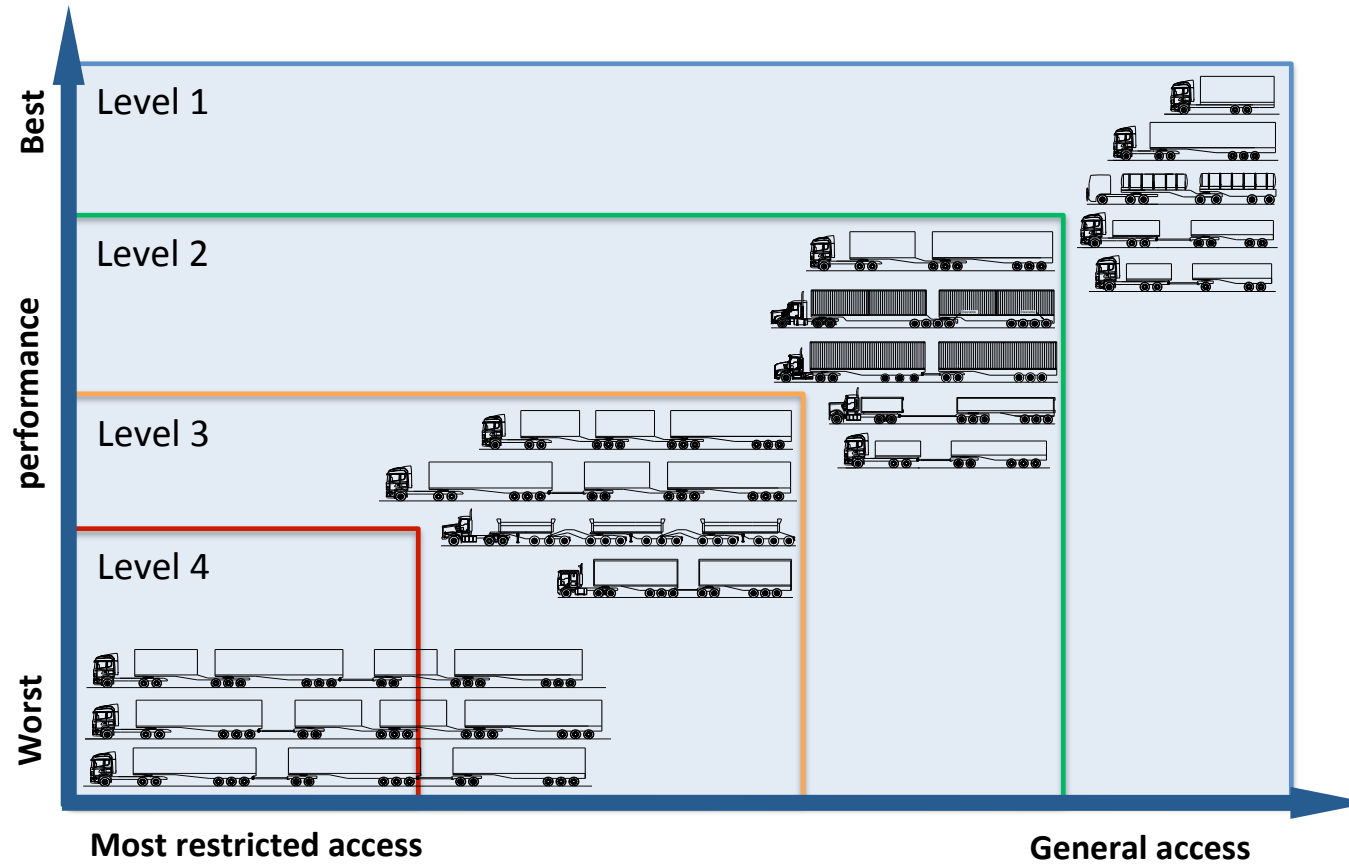 Best
performance
Worst
Level 1
Level 2
Level 3
Level 4
Most restricted access
General access